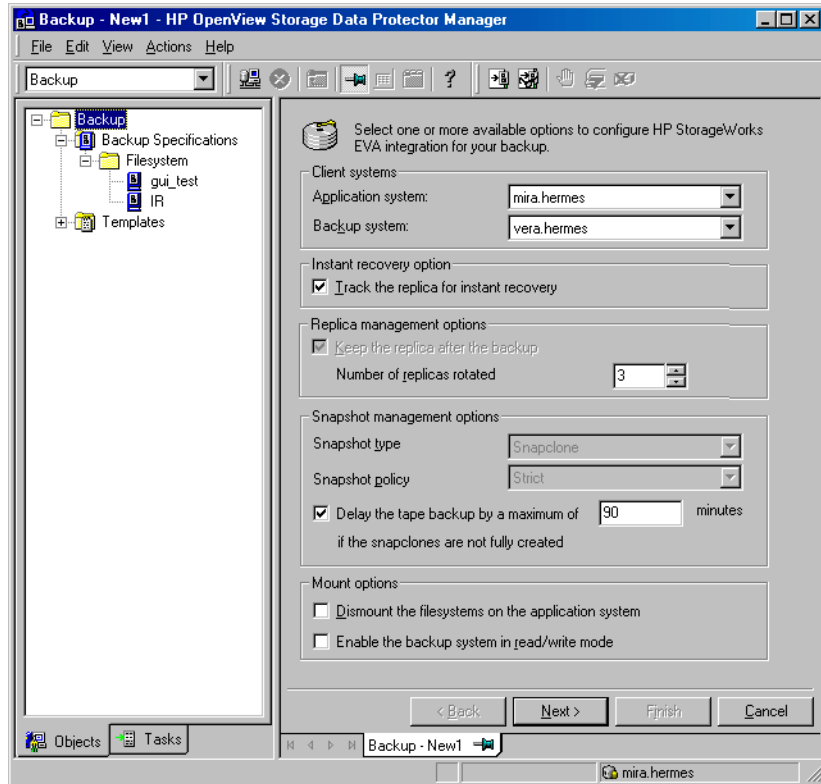 Backup - New1 - HP OpenView Storage Data Protector Manager
File Edit View Actions Help
Backup
?
Backup
Backup Specifications
Filesystem
gui_test
IR
Templates
Select one or more available options to configure HP StorageWorks
EVA integration for your backup.
Client systems
Application system: mira.hermes
Backup system: vera.hermes
Instant recovery option
Track the replica for instant recovery
Replica management options
Keep the replica after the backup
Number of replicas rotated 3
Snapshot management options
Snapshot type Snapclone
Snapshot policy Strict
Delay the tape backup by a maximum of 90 minutes
if the snapclones are not fully created
Mount options
Dismount the filesystems on the application system
Enable the backup system in read/write mode
< Back Next > Finish Cancel
Objects Tasks
Backup - New1
mira.hermes